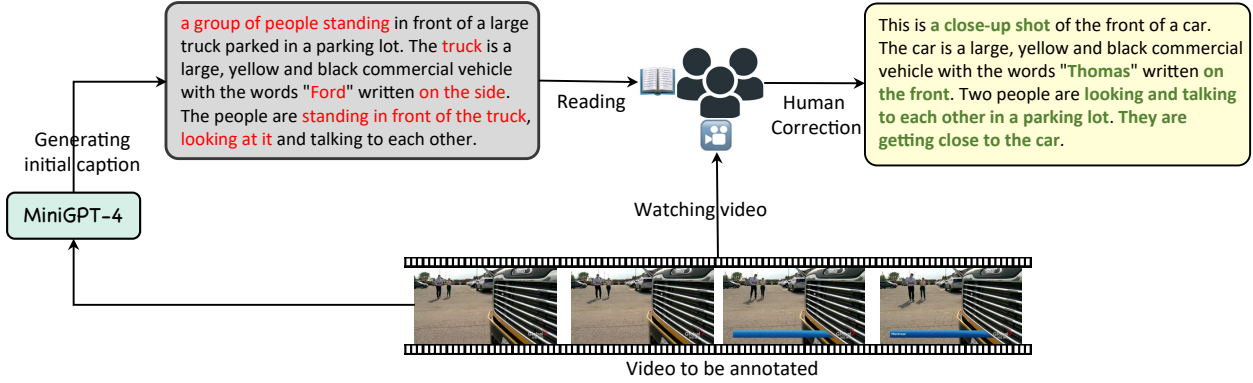 a group of people standing in front of a large
truck parked in a parking lot. The truck is a
large, yellow and black commercial vehicle
with the words "Ford" written on the side.
The people are standing in front of the truck,
looking at it and talking to each other.
Reading
Human
Correction
This is a close-up shot of the front of a car.
The car is a large, yellow and black commercial
vehicle with the words "Thomas" written on
the front. Two people are looking and talking
to each other in a parking lot. They are
getting close to the car.
Generating
initial caption
MiniGPT-4
Watching video
Video to be annotated